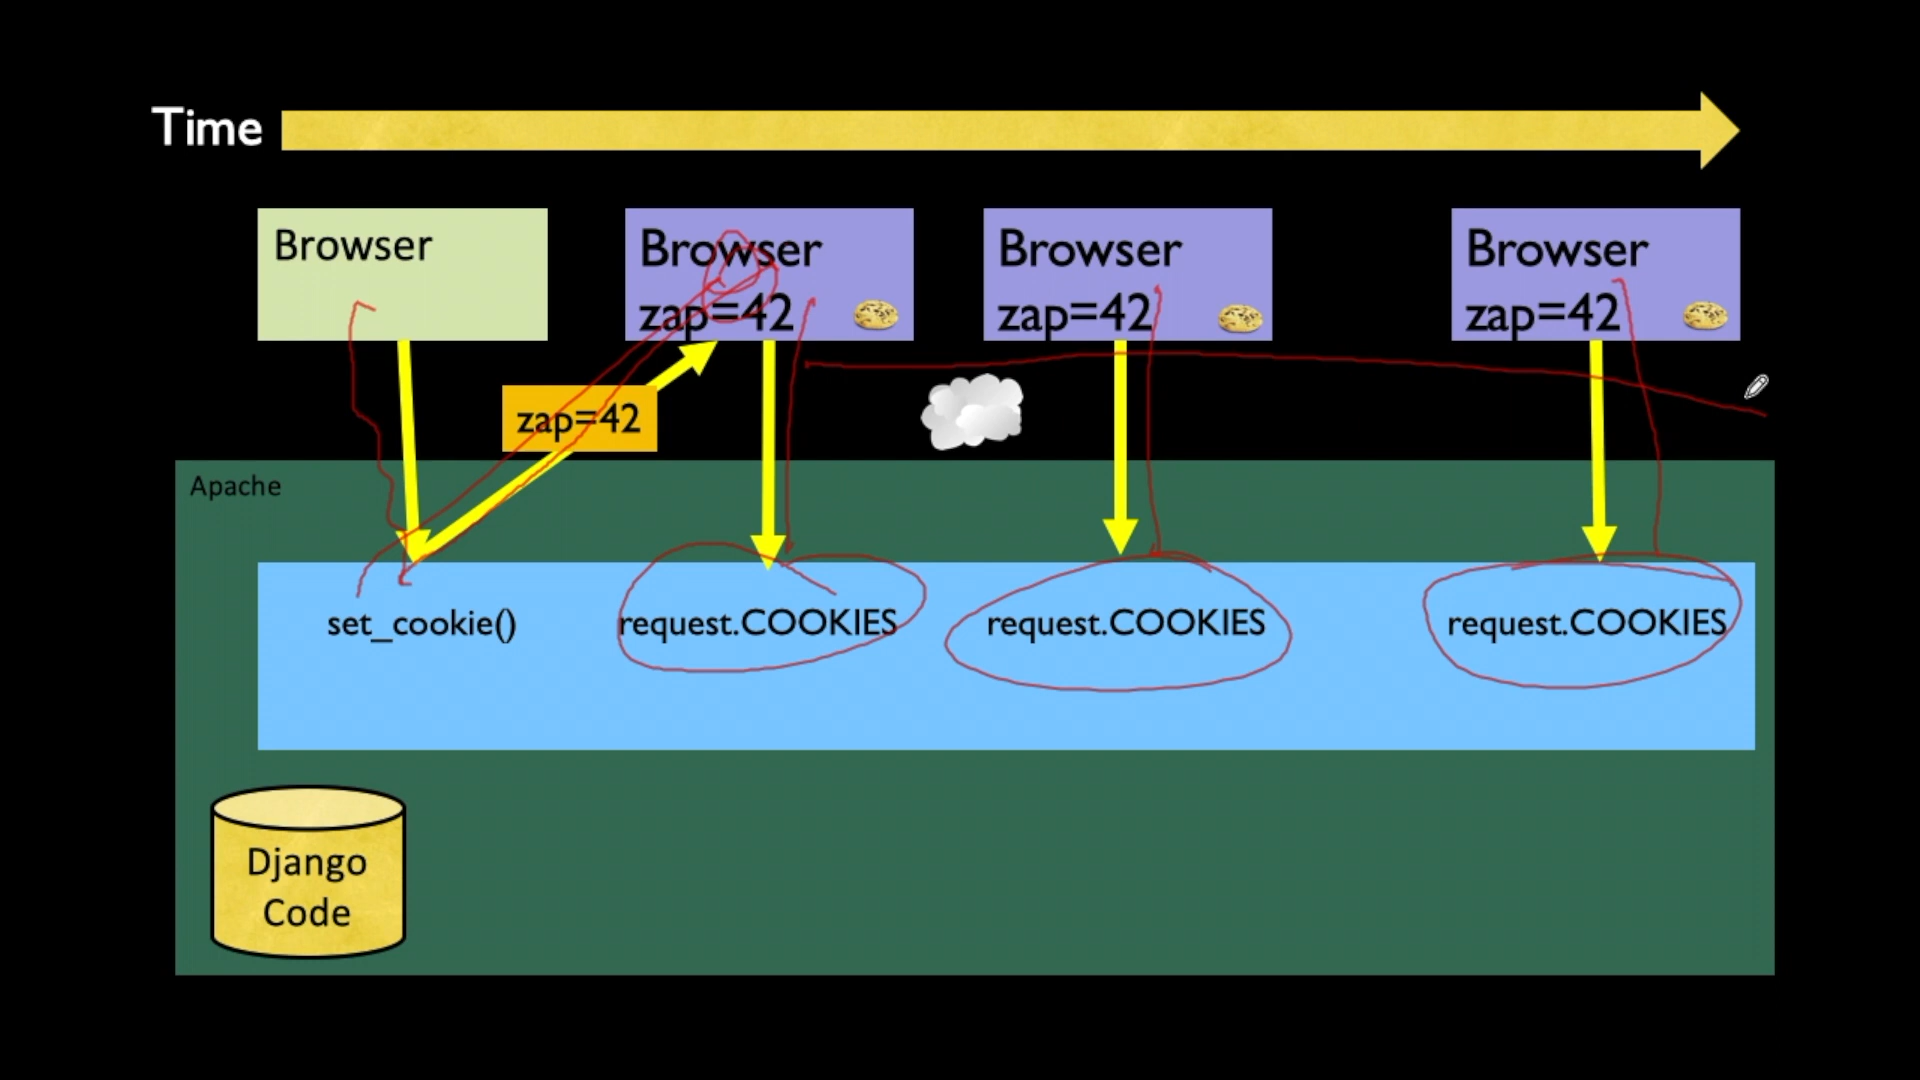 Time
Browser
Browser
zap=42
Browser
zap=42
Browser
zap=42
zap=42
Apache
set_cookie()
request.COOKIES
request.COOKIES
request.COOKIES
Django
Code